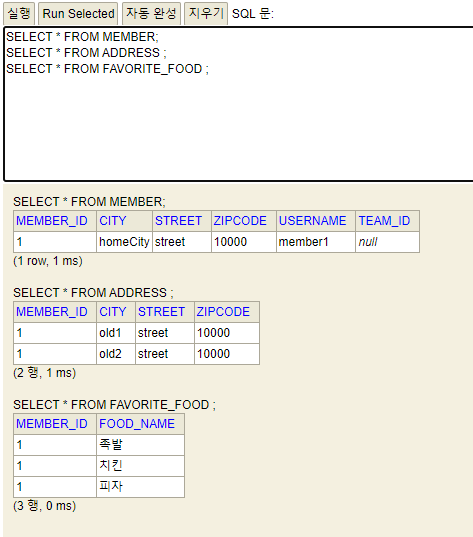 실행 Run Selected 자동 완성 지우기 SQL 문:
SELECT * FROM MEMBER;
SELECT * FROM ADDRESS ;
SELECT * FROM FAVORITE_FOOD ;
SELECT * FROM MEMBER;
MEMBER_ID CITY STREET ZIPCODE USERNAME TEAM_ID
1 homeCity street 10000 member1 null
(1 row, 1 ms)
SELECT * FROM ADDRESS ;
MEMBER_ID CITY STREET ZIPCODE
1 old1 street 10000
1 old2 street 10000
(2 행, 1 ms)
SELECT * FROM FAVORITE_FOOD ;
MEMBER_ID FOOD_NAME
1 족발
1 치킨
1 피자
(3 행, 0 ms)